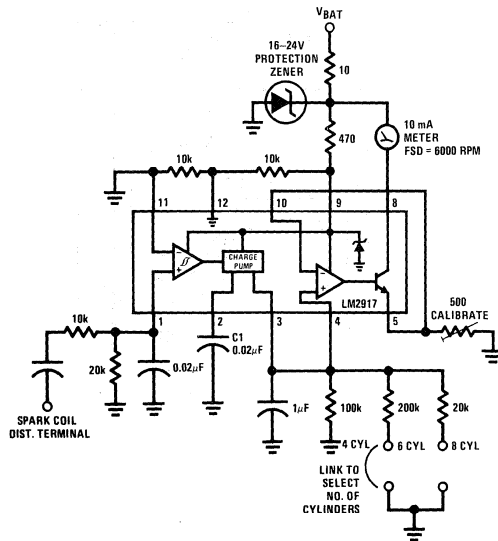 VBAT
16–24V
PROTECTION
ZENER
10
470
10 mA
METER
FSD = 6000 RPM
10k
10k
11
12
10
9
8
CHARGE
PUMP
LM2917
500
CALIBRATE
1
2
3
4
5
10k
20k
0.02µF
C1
0.02µF
1µF
100k
200k
20k
SPARK COIL
DIST. TERMINAL
4 CYL
6 CYL
8 CYL
LINK TO
SELECT
NO. OF
CYLINDERS